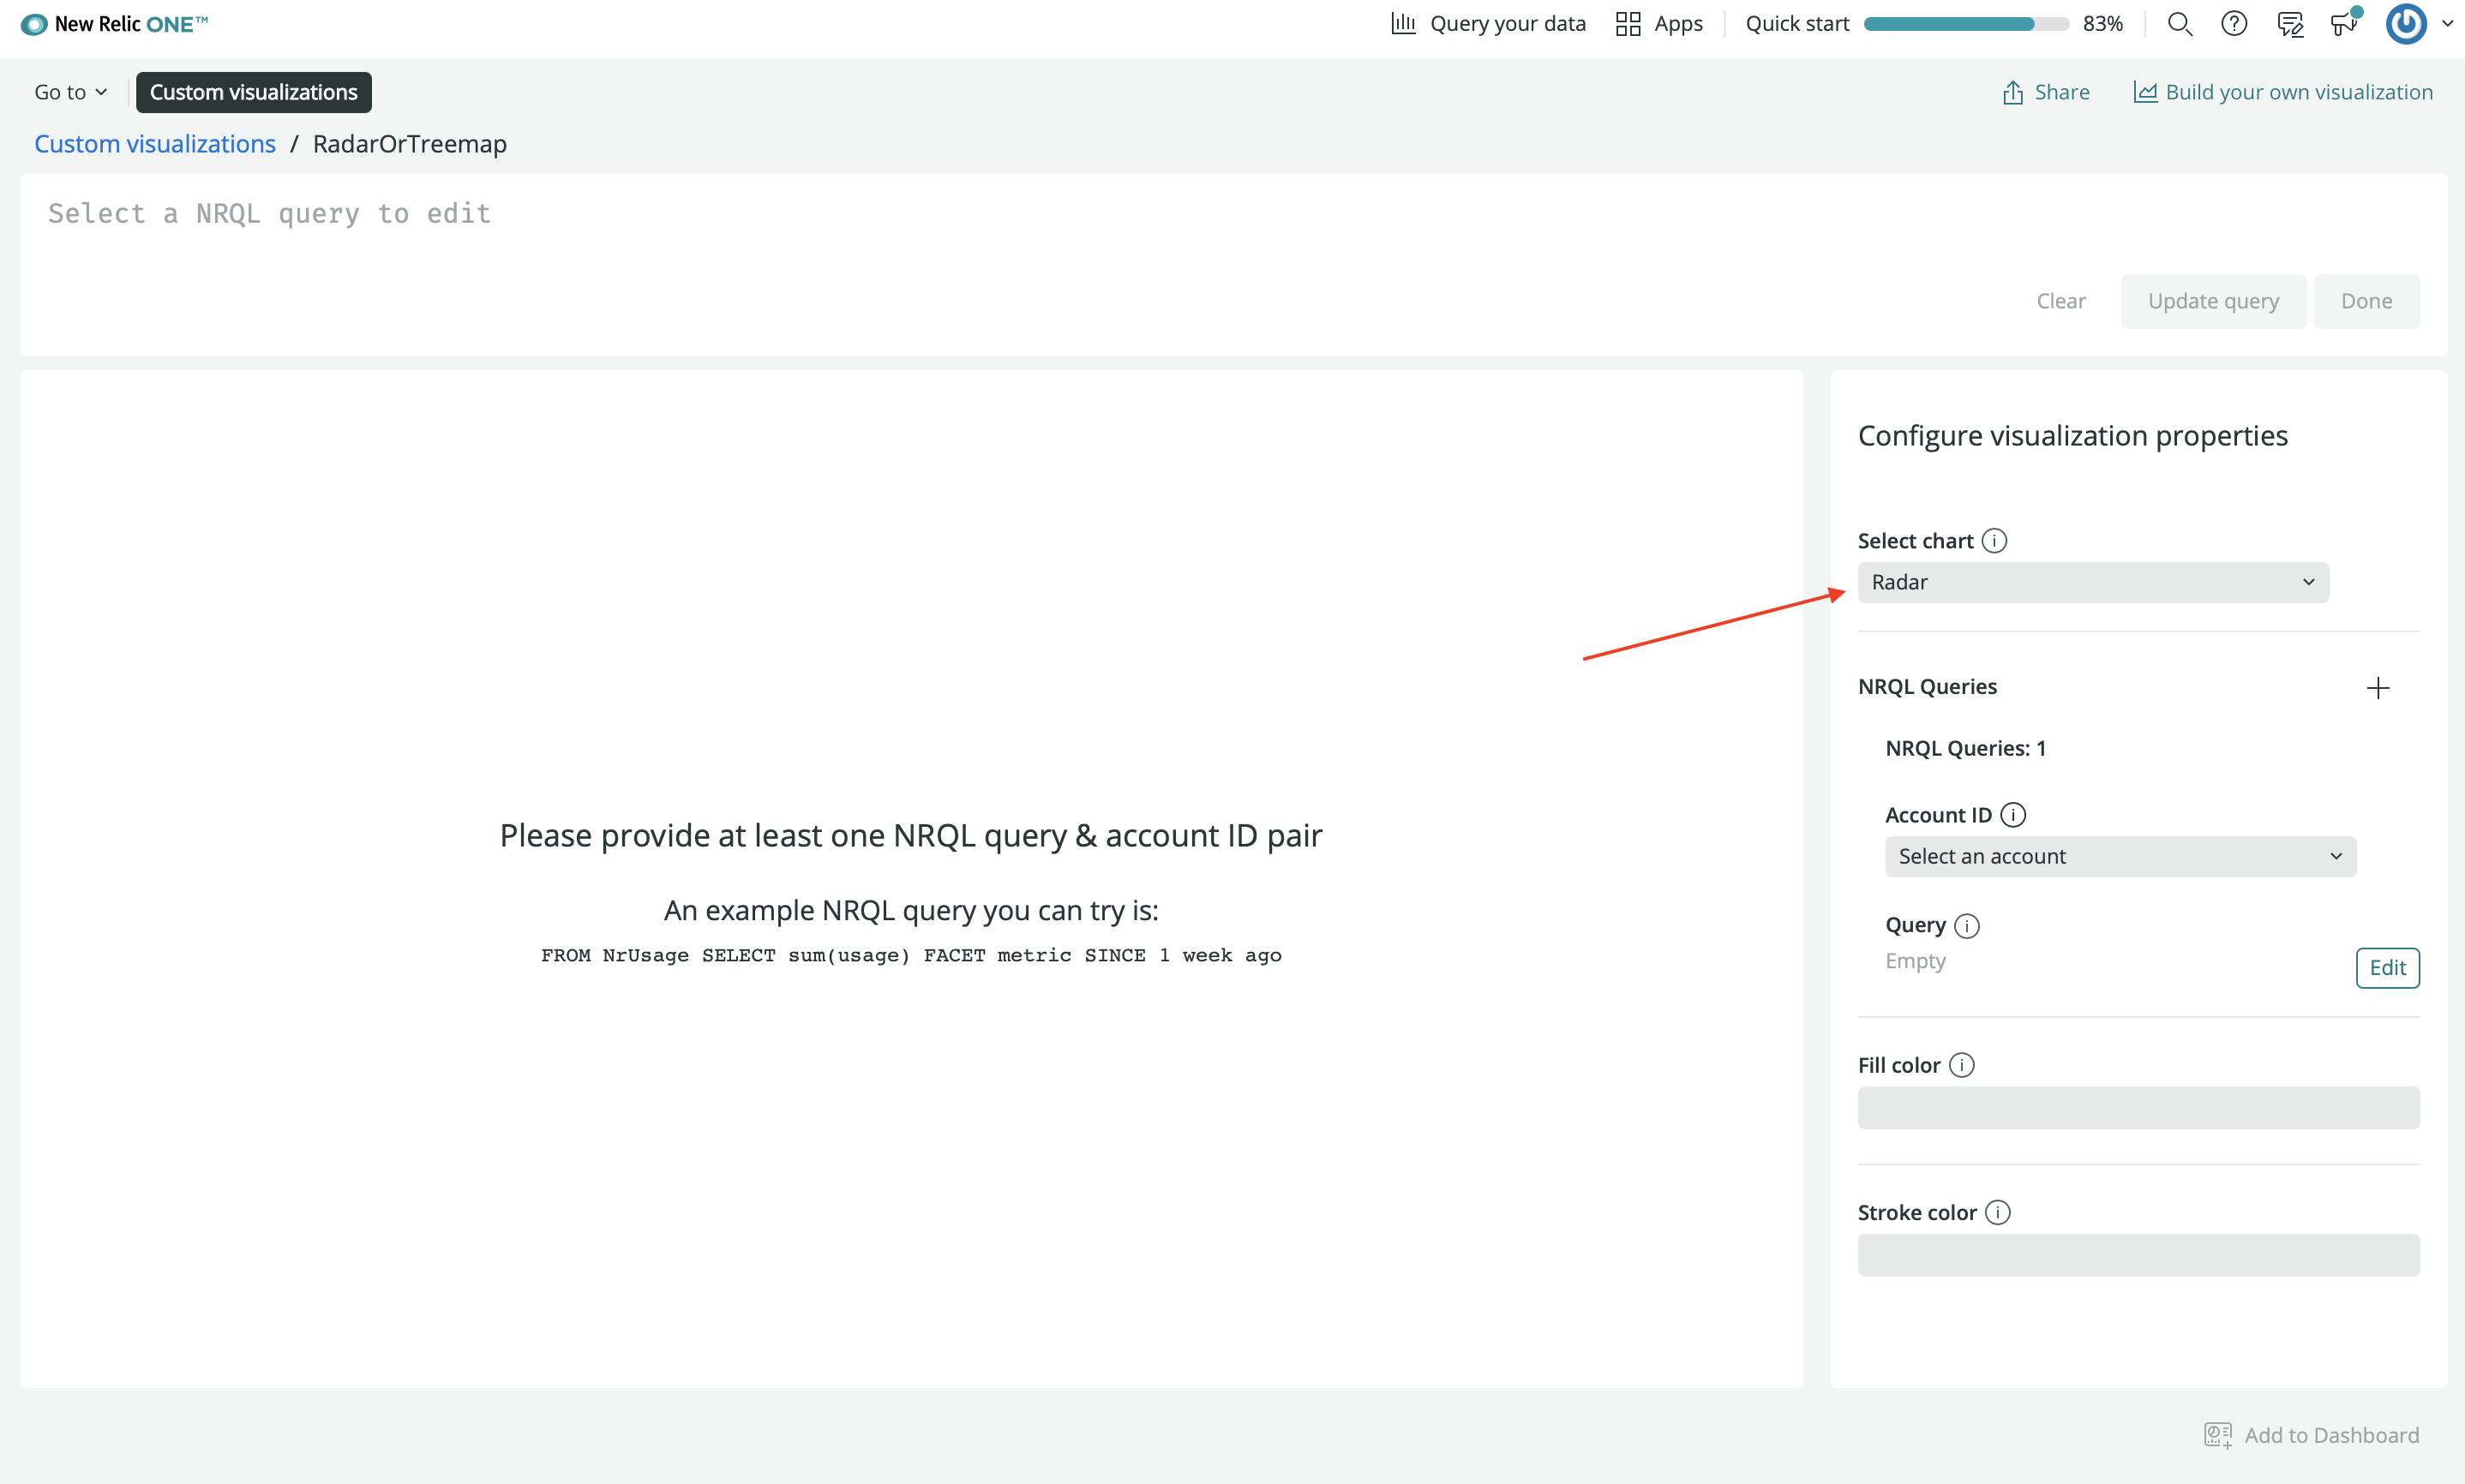 New Relic ONE™
Query your data
Apps
Quick start
83%
Go to
Custom visualizations
Share
Build your own visualization
Custom visualizations / RadarOrTreemap
Select a NRQL query to edit
Clear
Update query
Done
Please provide at least one NRQL query & account ID pair
An example NRQL query you can try is:
FROM NrUsage SELECT sum(usage) FACET metric SINCE 1 week ago
Configure visualization properties
Select chart
Radar
NRQL Queries
NRQL Queries: 1
Account ID
Select an account
Query
Empty
Edit
Fill color
Stroke color
Add to Dashboard